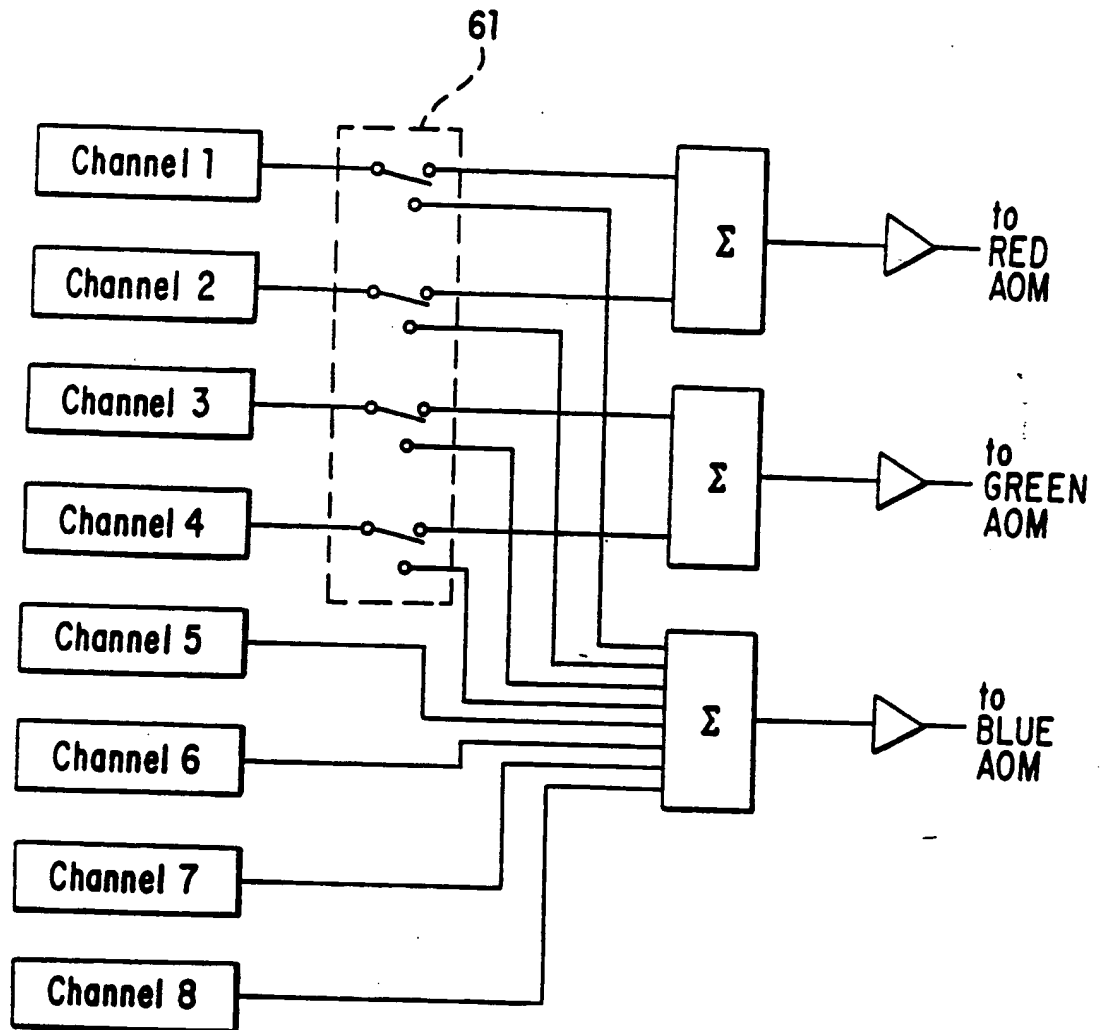 61
Channel 1
Channel 2
Channel 3
Channel 4
Channel 5
Channel 6
Channel 7
Channel 8
Σ
Σ
Σ
to
RED
AOM
to
GREEN
AOM
to
BLUE
AOM